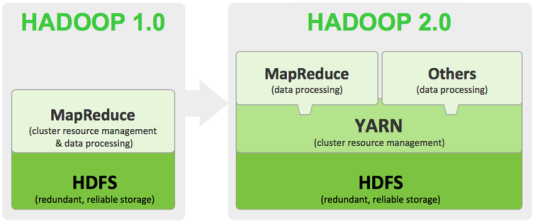 HADOOP 1.0
MapReduce
(cluster resource management
& data processing)
HDFS
(redundant, reliable storage)
HADOOP 2.0
MapReduce
(data processing)
Others
(data processing)
YARN
(cluster resource management)
HDFS
(redundant, reliable storage)